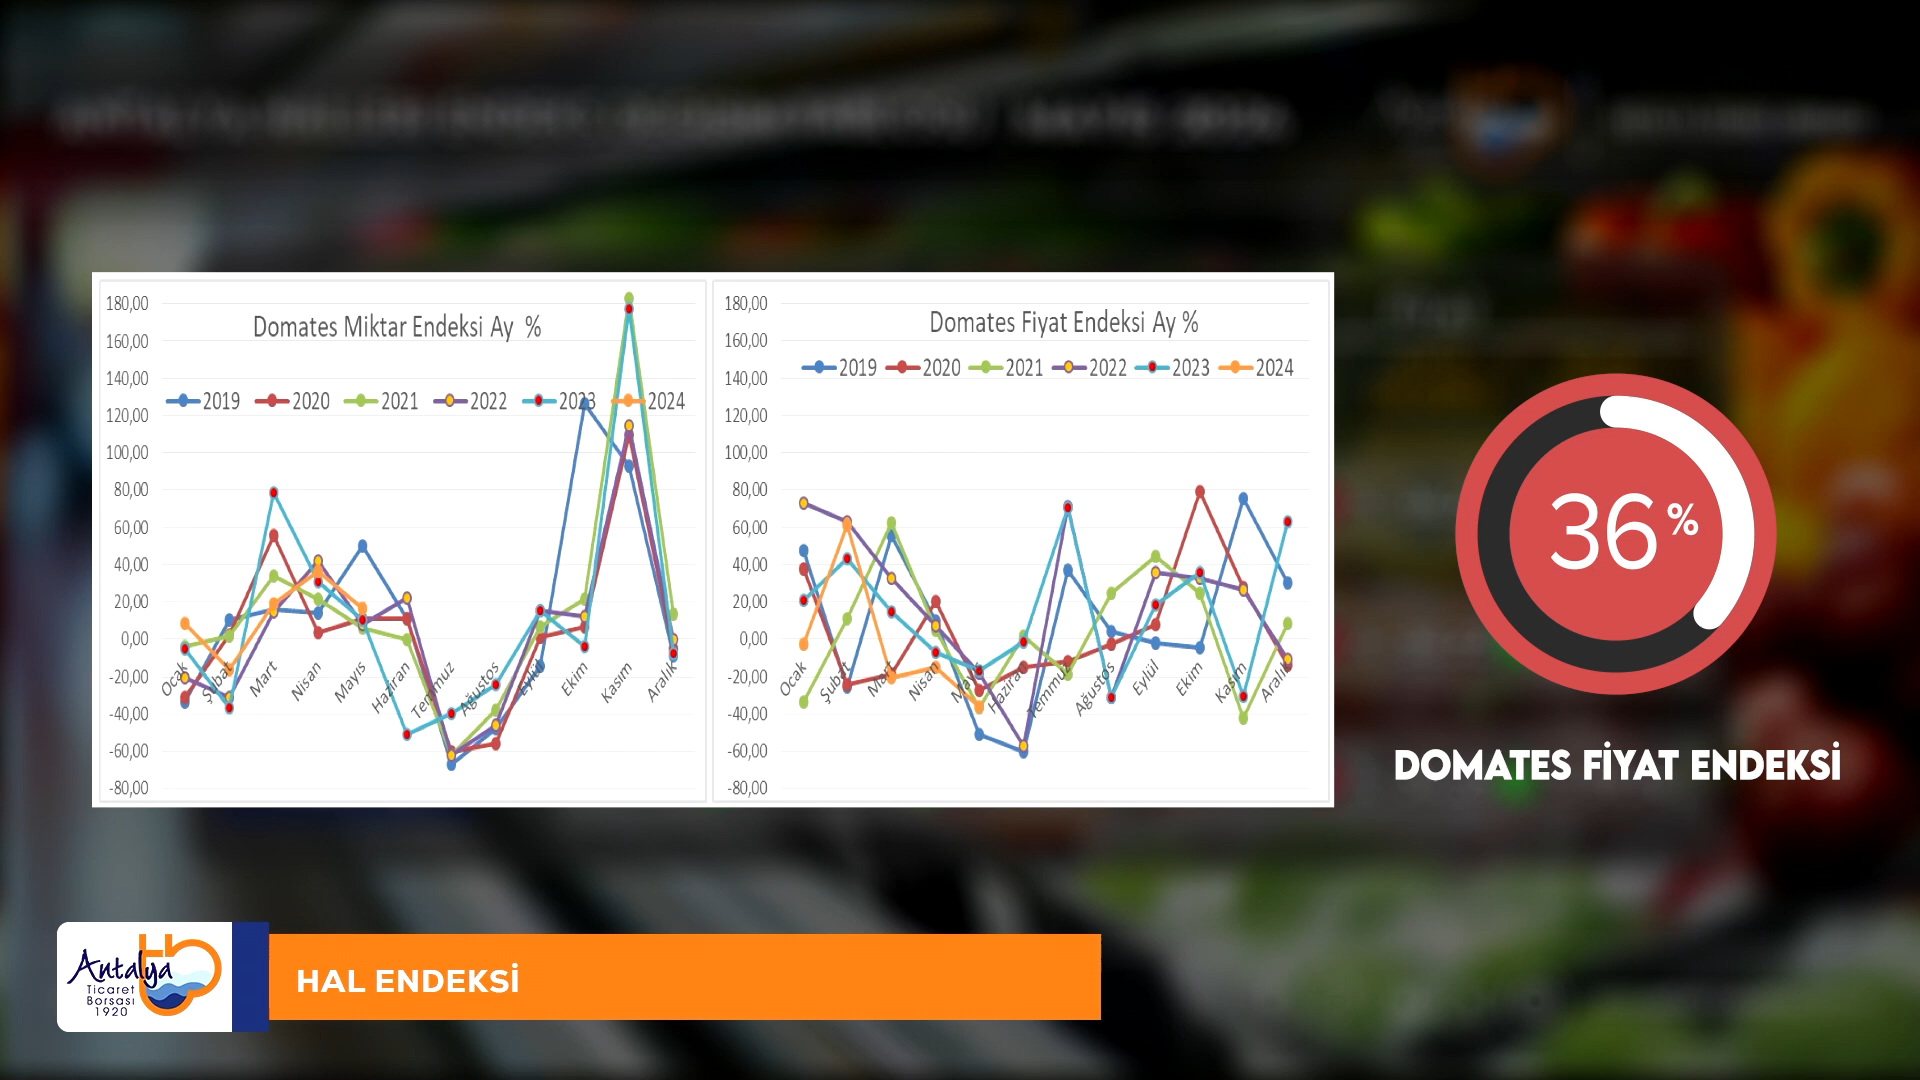 Domates Miktar Endeksi Ay %
2019 2020 2021 2022 2023 2024
180,00
160,00
140,00
120,00
100,00
80,00
60,00
40,00
20,00
0,00
-20,00
-40,00
-60,00
-80,00
Ocak Şubat Mart Nisan Mayıs Haziran Temmuz Ağustos Eylül Ekim Kasım Aralık
Domates Fiyat Endeksi Ay %
2019 2020 2021 2022 2023 2024
180,00
160,00
140,00
120,00
100,00
80,00
60,00
40,00
20,00
0,00
-20,00
-40,00
-60,00
-80,00
Ocak Şubat Mart Nisan Mayıs Haziran Temmuz Ağustos Eylül Ekim Kasım Aralık
36%
DOMATES FİYAT ENDEKSİ
Antalya
Ticaret
Borsası
1920
HAL ENDEKSİ